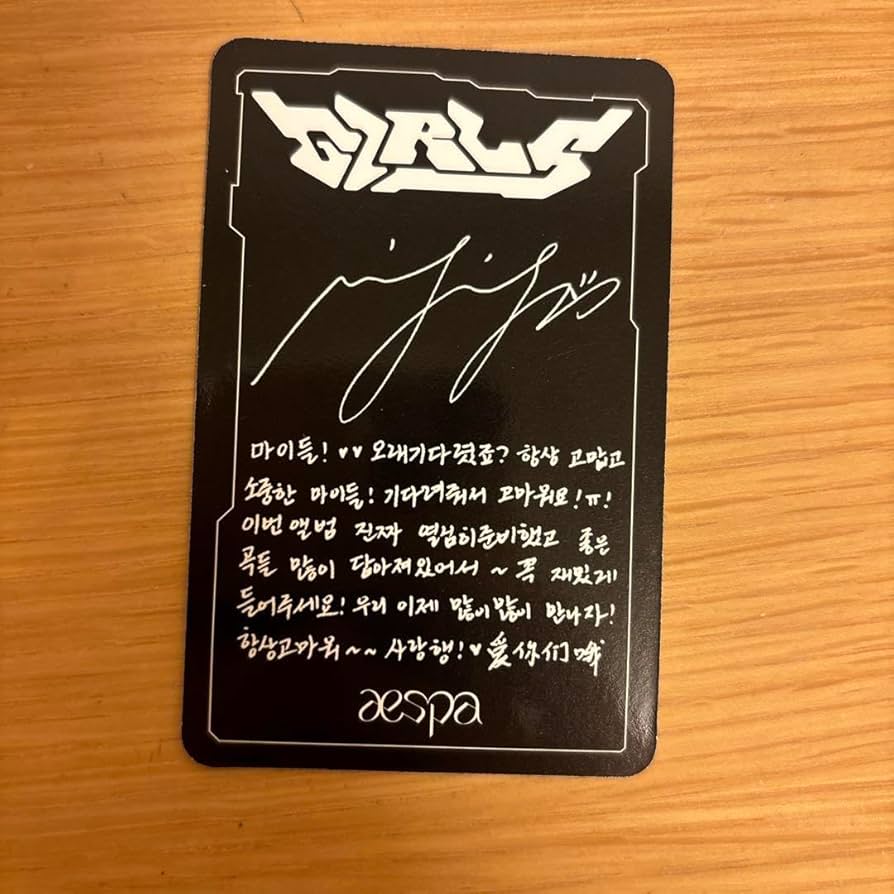 GIRLS
마이들! ♥♥ 오래기다렸죠? 항상 고맙고
소중한 마이들! 기다려줘서 고마워요!ㅠ!
이번 앨범 진짜 열심히준비했고 좋은
곡들 많이 담아져있어서 ~ 꼭 재밌게
들어주세요! 우리 이제 많이많이 만나자!
항상고마워 ~~ 사랑행!♥ 爱你们哦
aespa